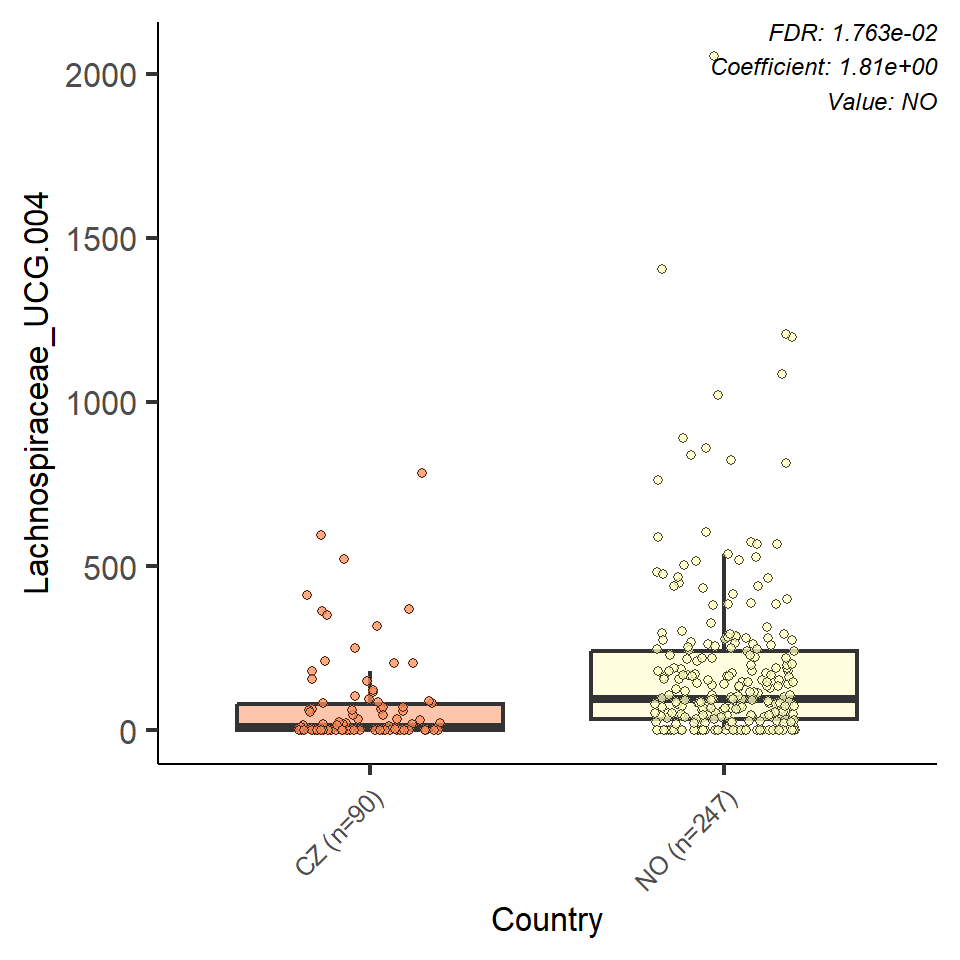 FDR: 1.763e-02
Coefficient: 1.81e+00
Value: NO
2000
1500
1000
500
0
Lachnospiraceae_UCG.004
CZ (n=90)
NO (n=247)
Country